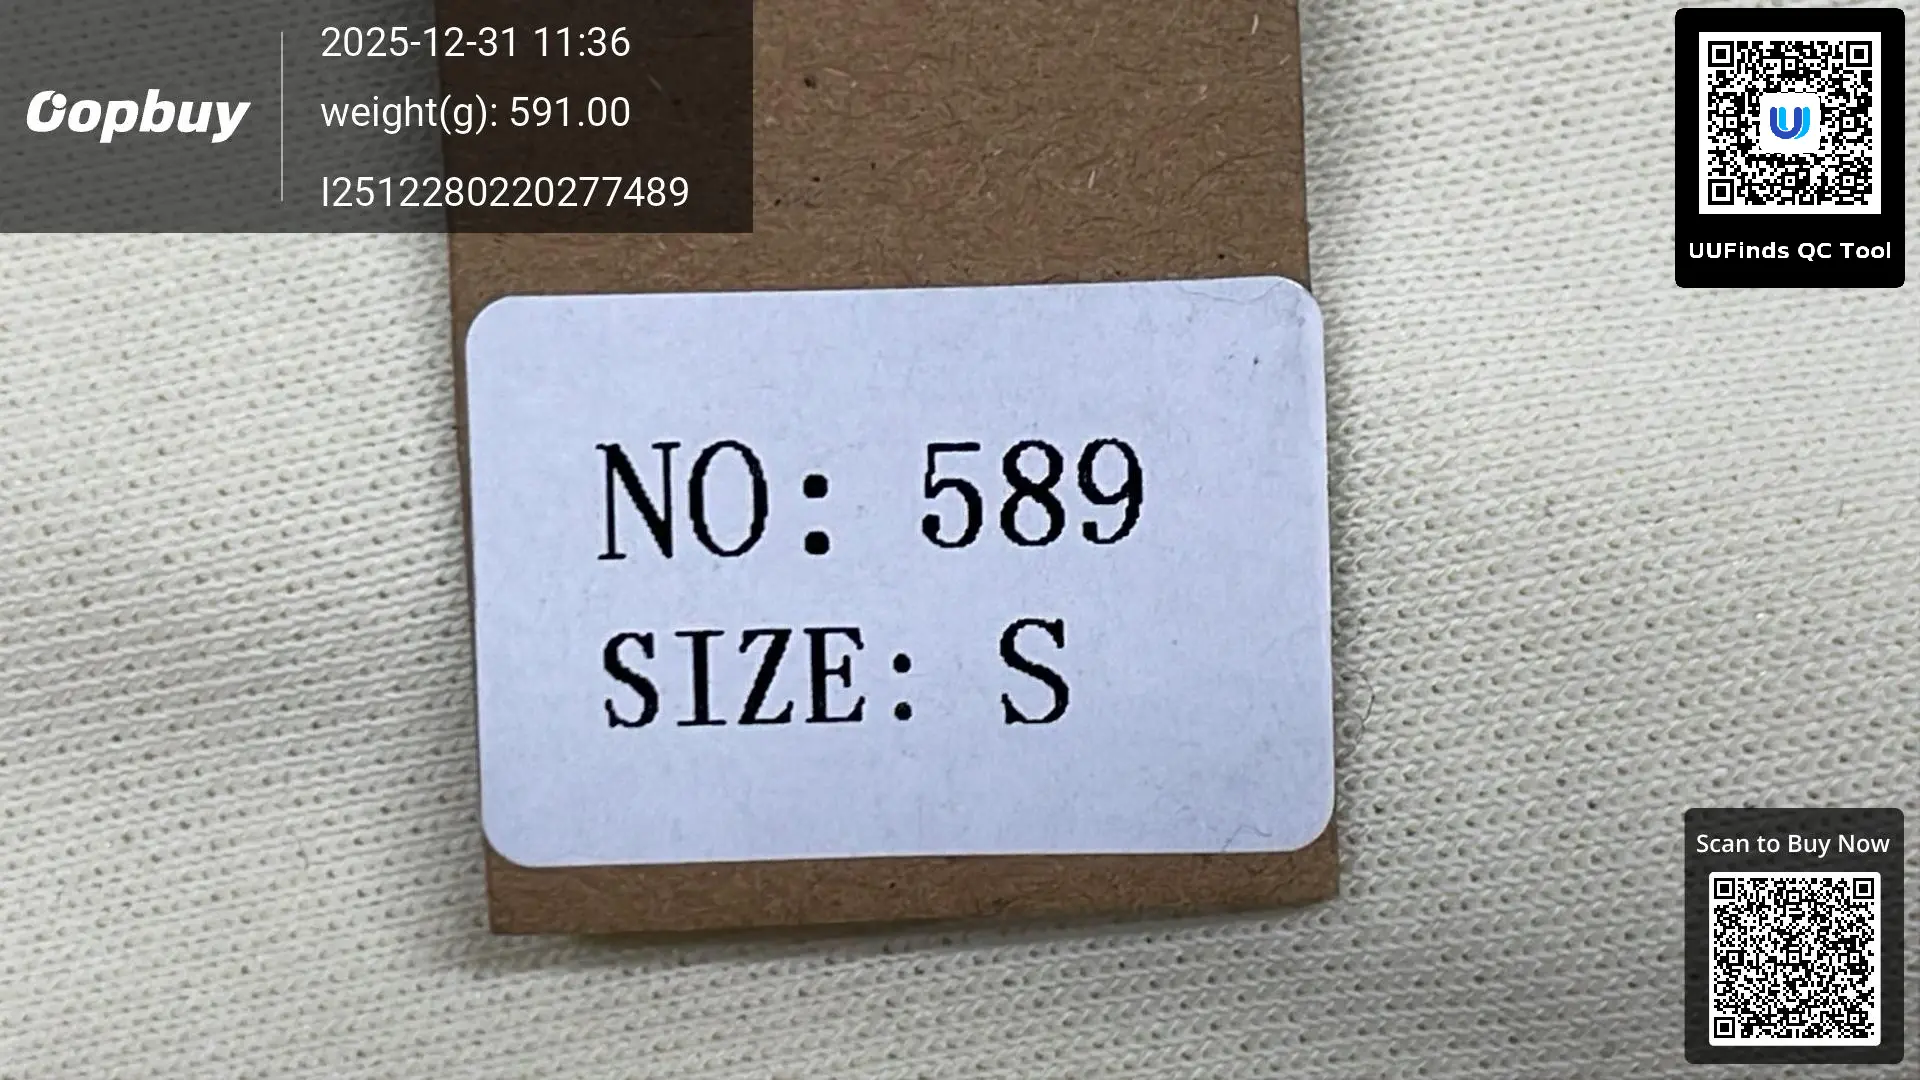 Oopbuy
2025-12-31 11:36
weight(g): 591.00
I2512280220277489
UUFinds QC Tool
NO: 589
SIZE: S
Scan to Buy Now